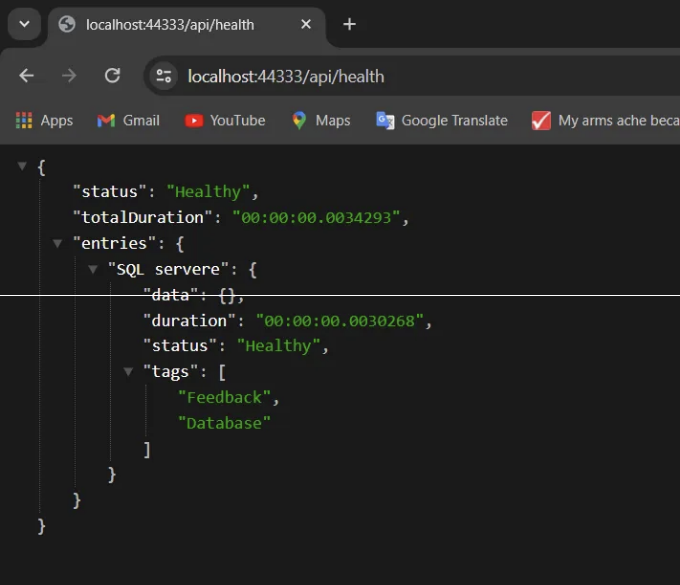 localhost:44333/api/health
localhost:44333/api/health
Apps Gmail YouTube Maps Google Translate My arms ache beca
{
"status": "Healthy",
"totalDuration": "00:00:00.0034293",
"entries": {
"SQL servere": {
"data": {},
"duration": "00:00:00.0030268",
"status": "Healthy",
"tags": [
"Feedback",
"Database"
]
}
}
}